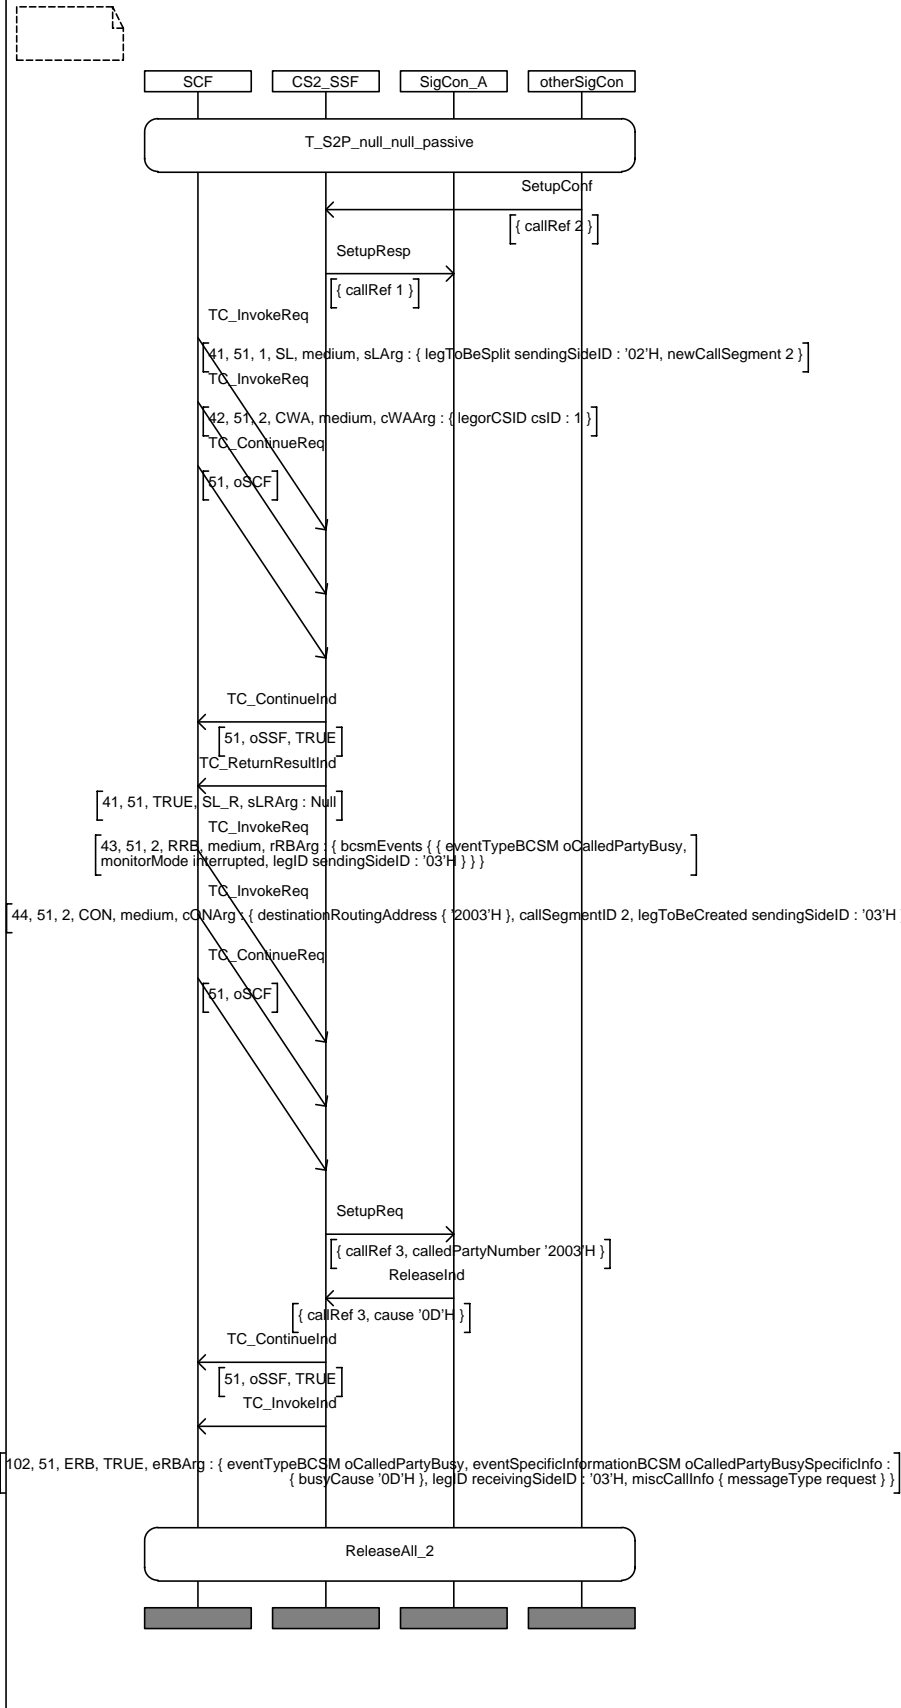 SCF
CS2_SSF
SigCon_A
otherSigCon
T_S2P_null_null_passive
SetupConf
{ callRef 2 }
SetupResp
{ callRef 1 }
TC_InvokeReq
41, 51, 1, SL, medium, sLArg : { legToBeSplit sendingSideID : '02'H, newCallSegment 2 }
TC_InvokeReq
42, 51, 2, CWA, medium, cWAArg : { legorCSID csID : 1 }
TC_ContinueReq
51, oSCF
TC_ContinueInd
51, oSSF, TRUE
TC_ReturnResultInd
41, 51, TRUE, SL_R, sLRArg : Null
TC_InvokeReq
43, 51, 2, RRB, medium, rRBArg : { bcsmEvents { { eventTypeBCSM oCalledPartyBusy,
monitorMode interrupted, legID sendingSideID : '03'H } } }
TC_InvokeReq
44, 51, 2, CON, medium, cONArg : { destinationRoutingAddress { '2003'H }, callSegmentID 2, legToBeCreated sendingSideID : '03'H
TC_ContinueReq
51, oSCF
SetupReq
{ callRef 3, calledPartyNumber '2003'H }
ReleaseInd
{ callRef 3, cause '0D'H }
TC_ContinueInd
51, oSSF, TRUE
TC_InvokeInd
102, 51, ERB, TRUE, eRBArg : { eventTypeBCSM oCalledPartyBusy, eventSpecificInformationBCSM oCalledPartyBusySpecificInfo :
{ busyCause '0D'H }, legID receivingSideID : '03'H, miscCallInfo { messageType request } }
ReleaseAll_2